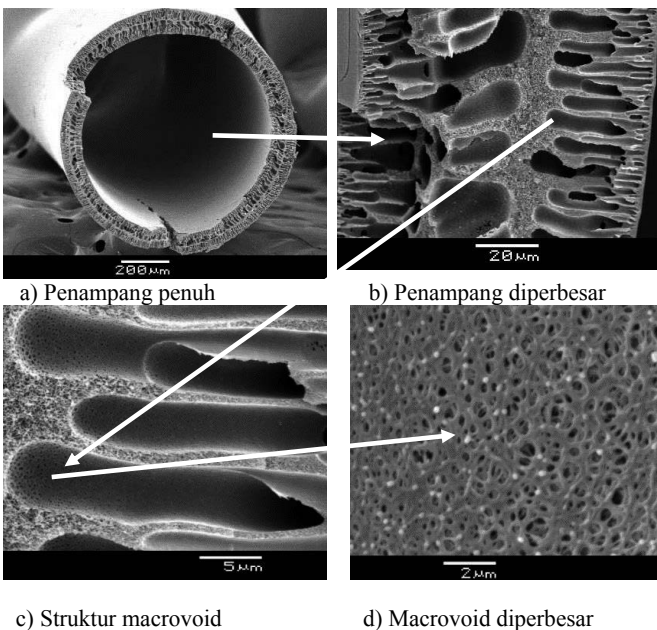 200μm
20μm
a) Penampang penuh
b) Penampang diperbesar
5μm
2μm
c) Struktur macrovoid
d) Macrovoid diperbesar